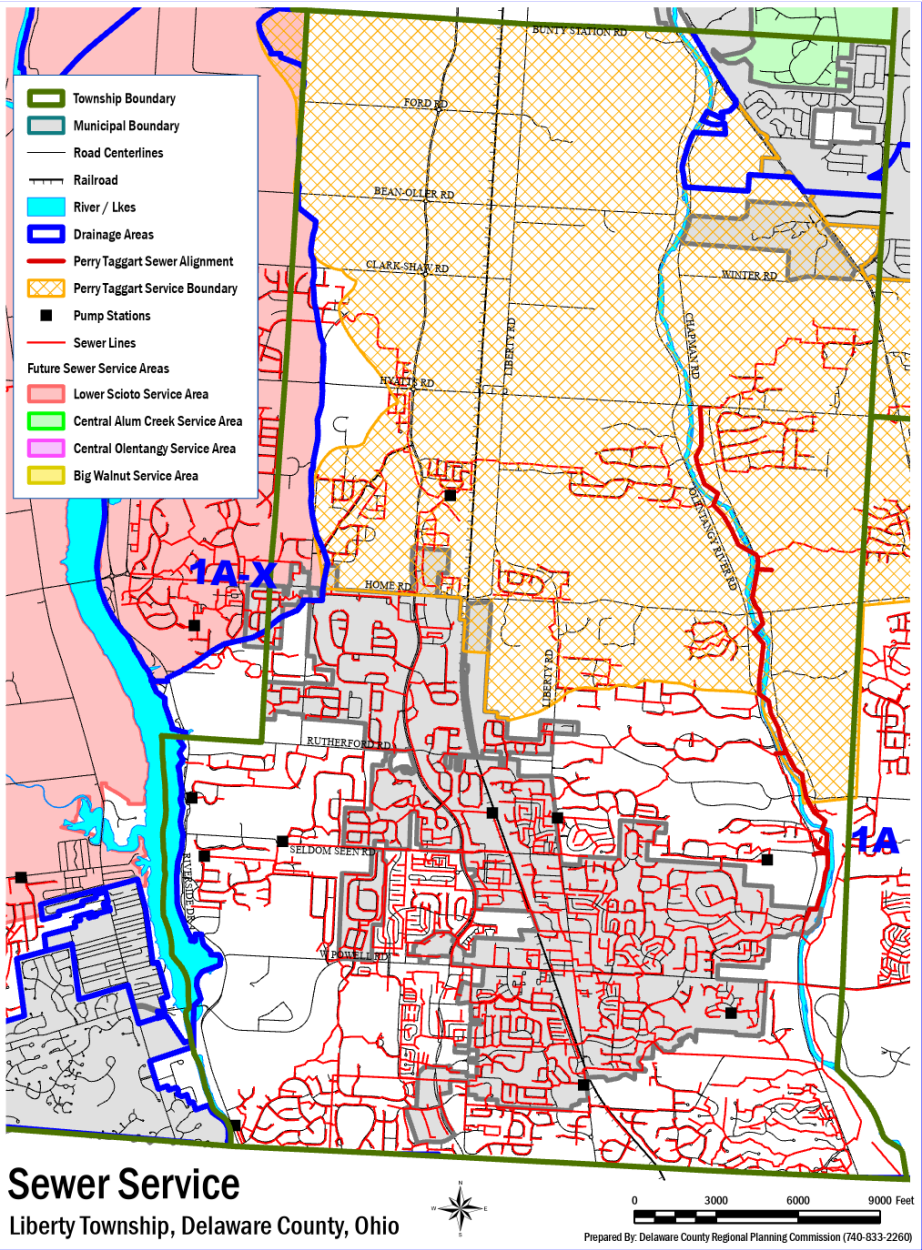 BUNTY STATION RD
FORD RD
BEAN-OLLER RD
CLARK-SHAW RD
WINTER RD
LIBERTY RD
CHAPMAN RD
HYATTS RD
OLENTANGY RIVER RD
HOME RD
LIBERTY RD
RUTHERFORD RD
SELDOM SEEN RD
RIVERSIDE DR
W POWELL RD
1A-X
1A
Township Boundary
Municipal Boundary
Road Centerlines
Railroad
River / Lkes
Drainage Areas
Perry Taggart Sewer Alignment
Perry Taggart Service Boundary
Pump Stations
Sewer Lines
Future Sewer Service Areas
Lower Scioto Service Area
Central Alum Creek Service Area
Central Olentangy Service Area
Big Walnut Service Area
Sewer Service
Liberty Township, Delaware County, Ohio
N
W
E
S
0 3000 6000 9000 Feet
Prepared By: Delaware County Regional Planning Commission (740-833-2260)